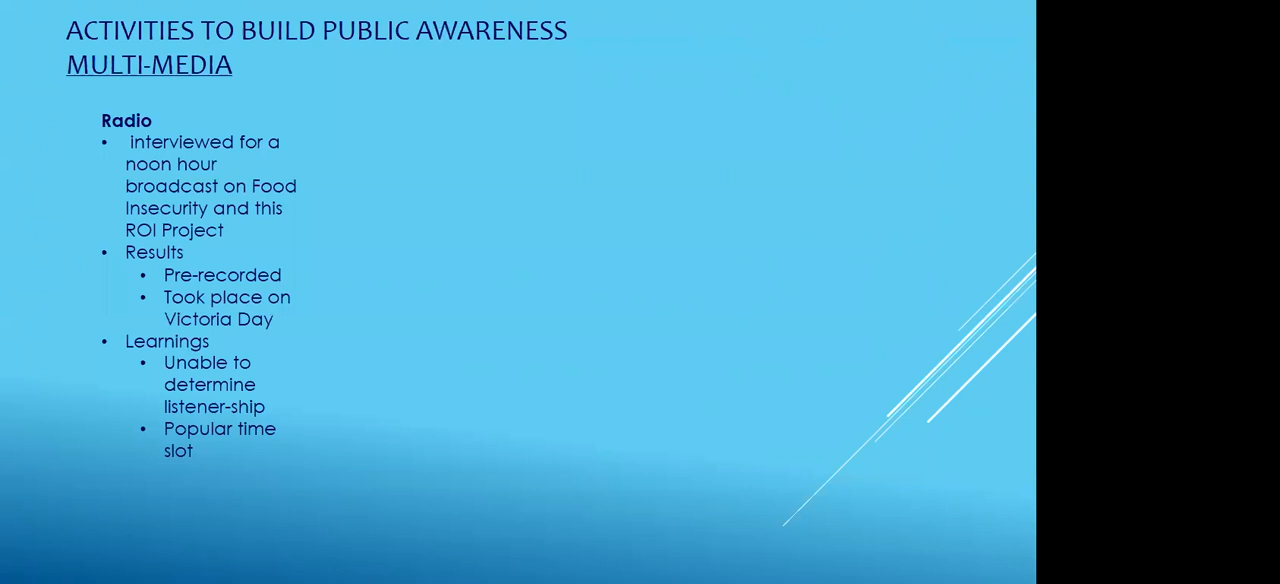 ACTIVITIES TO BUILD PUBLIC AWARENESS
MULTI-MEDIA
Radio
• interviewed for a
noon hour
broadcast on Food
Insecurity and this
ROI Project
• Results
• Pre-recorded
• Took place on
Victoria Day
• Learnings
• Unable to
determine
listener-ship
• Popular time
slot